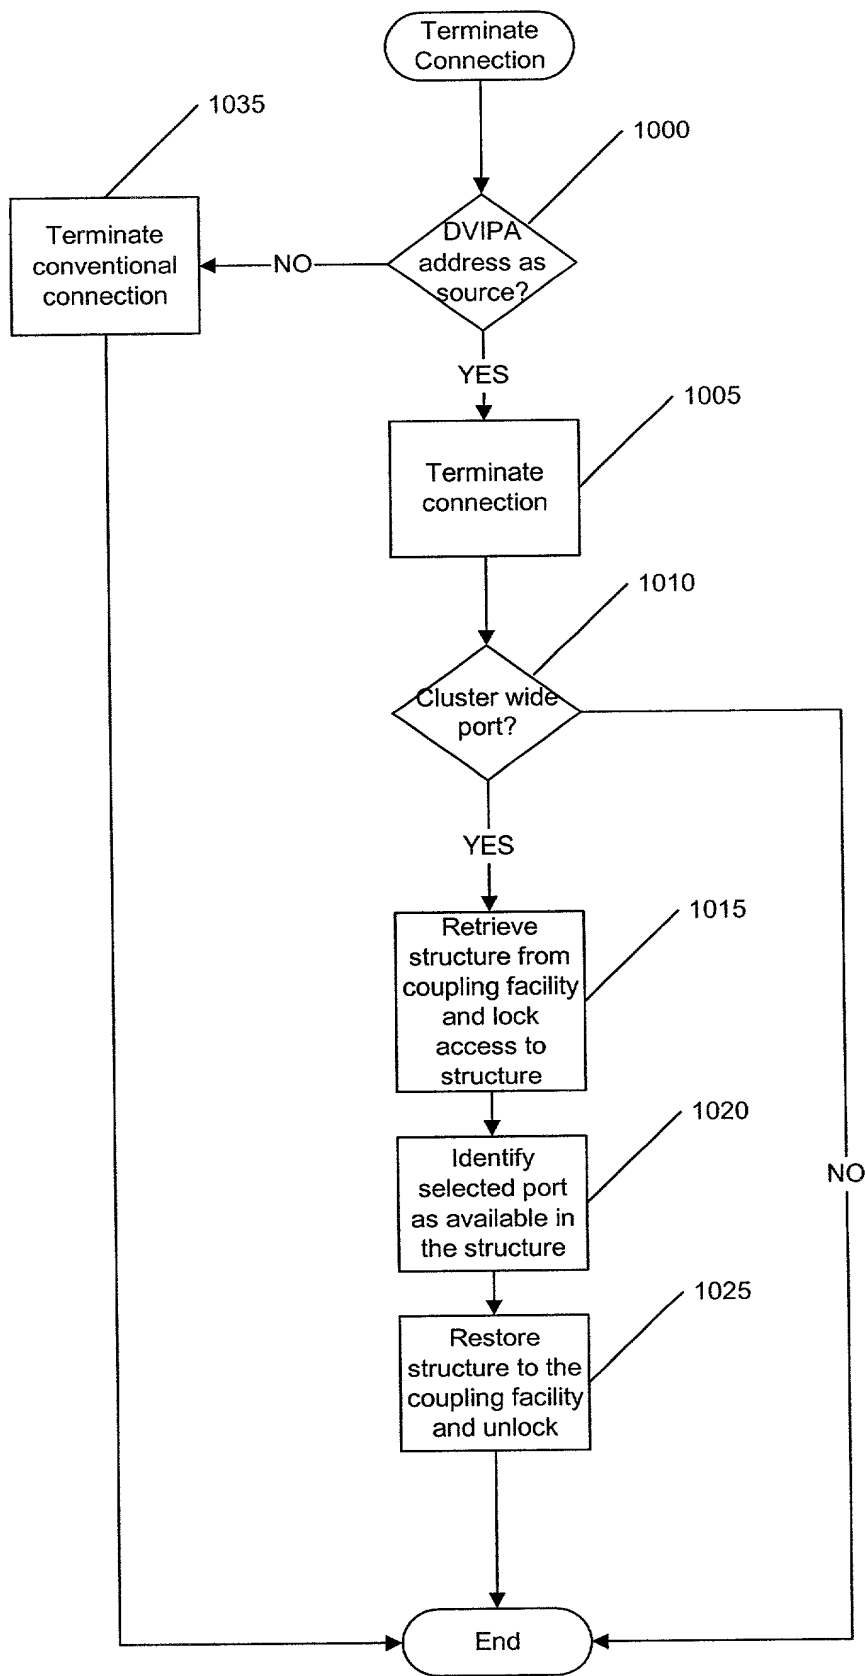 Terminate
Connection
1035
1000
Terminate
conventional
connection
NO
DVIPA
address as
source?
YES
1005
Terminate
connection
1010
Cluster wide
port?
YES
1015
Retrieve
structure from
coupling facility
and lock
access to
structure
1020
Identify
selected port
as available in
the structure
NO
1025
Restore
structure to the
coupling facility
and unlock
End